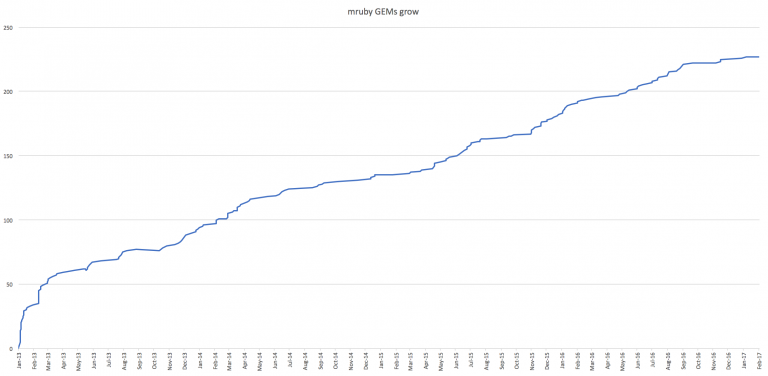 mruby GEMs grow
250
200
150
100
50
0
Jan-13
Feb-13
Mar-13
Apr-13
May-13
Jun-13
Jul-13
Aug-13
Sep-13
Oct-13
Nov-13
Dec-13
Jan-14
Feb-14
Mar-14
Apr-14
May-14
Jun-14
Jul-14
Aug-14
Sep-14
Oct-14
Nov-14
Dec-14
Jan-15
Feb-15
Mar-15
Apr-15
May-15
Jun-15
Jul-15
Aug-15
Sep-15
Oct-15
Nov-15
Dec-15
Jan-16
Feb-16
Mar-16
Apr-16
May-16
Jun-16
Jul-16
Aug-16
Sep-16
Oct-16
Nov-16
Dec-16
Jan-17
Feb-17